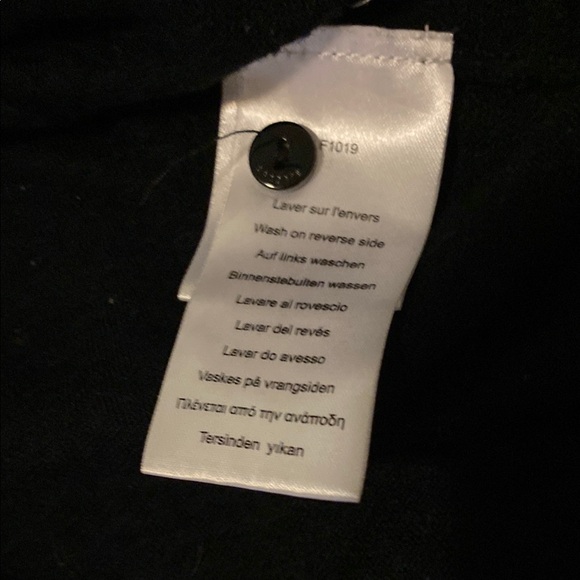 F1019
Laver sur l'envers
Wash on reverse side
Auf links waschen
Binnenstebuiten wassen
Lavare al rovescio
Lavar del revés
Lavar do avesso
Vaskes på vrangsiden
Πλένεται από την ανάποδη
Tersinden yıkan